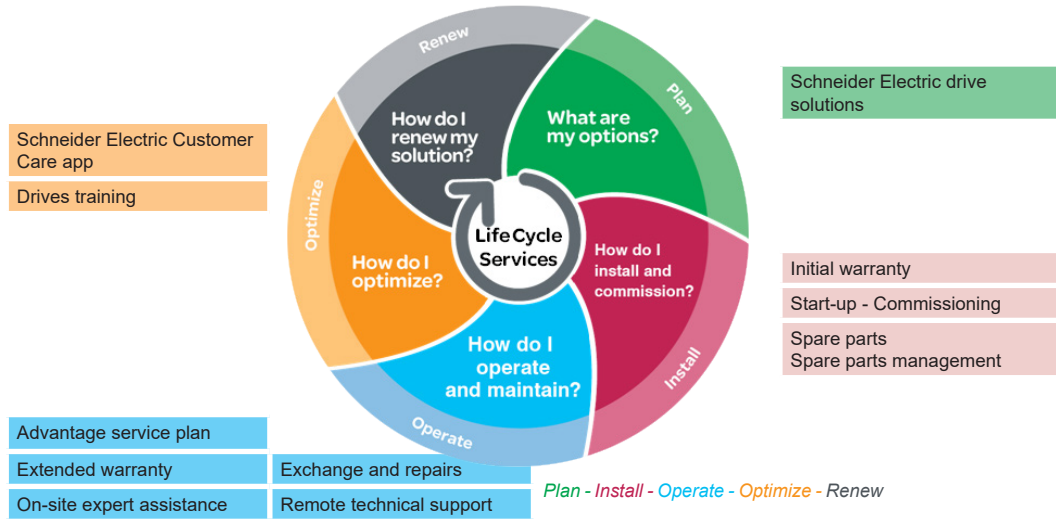 Renew
Plan
Install
Operate
Optimize
How do I
renew my
solution?
What are
my options?
How do I
install and
commission?
How do I
operate
and maintain?
How do I
optimize?
LifeCycle
Services
Schneider Electric drive
solutions
Initial warranty
Start-up - Commissioning
Spare parts
Spare parts management
Schneider Electric Customer
Care app
Drives training
Advantage service plan
Extended warranty
Exchange and repairs
On-site expert assistance
Remote technical support
Plan - Install - Operate - Optimize - Renew